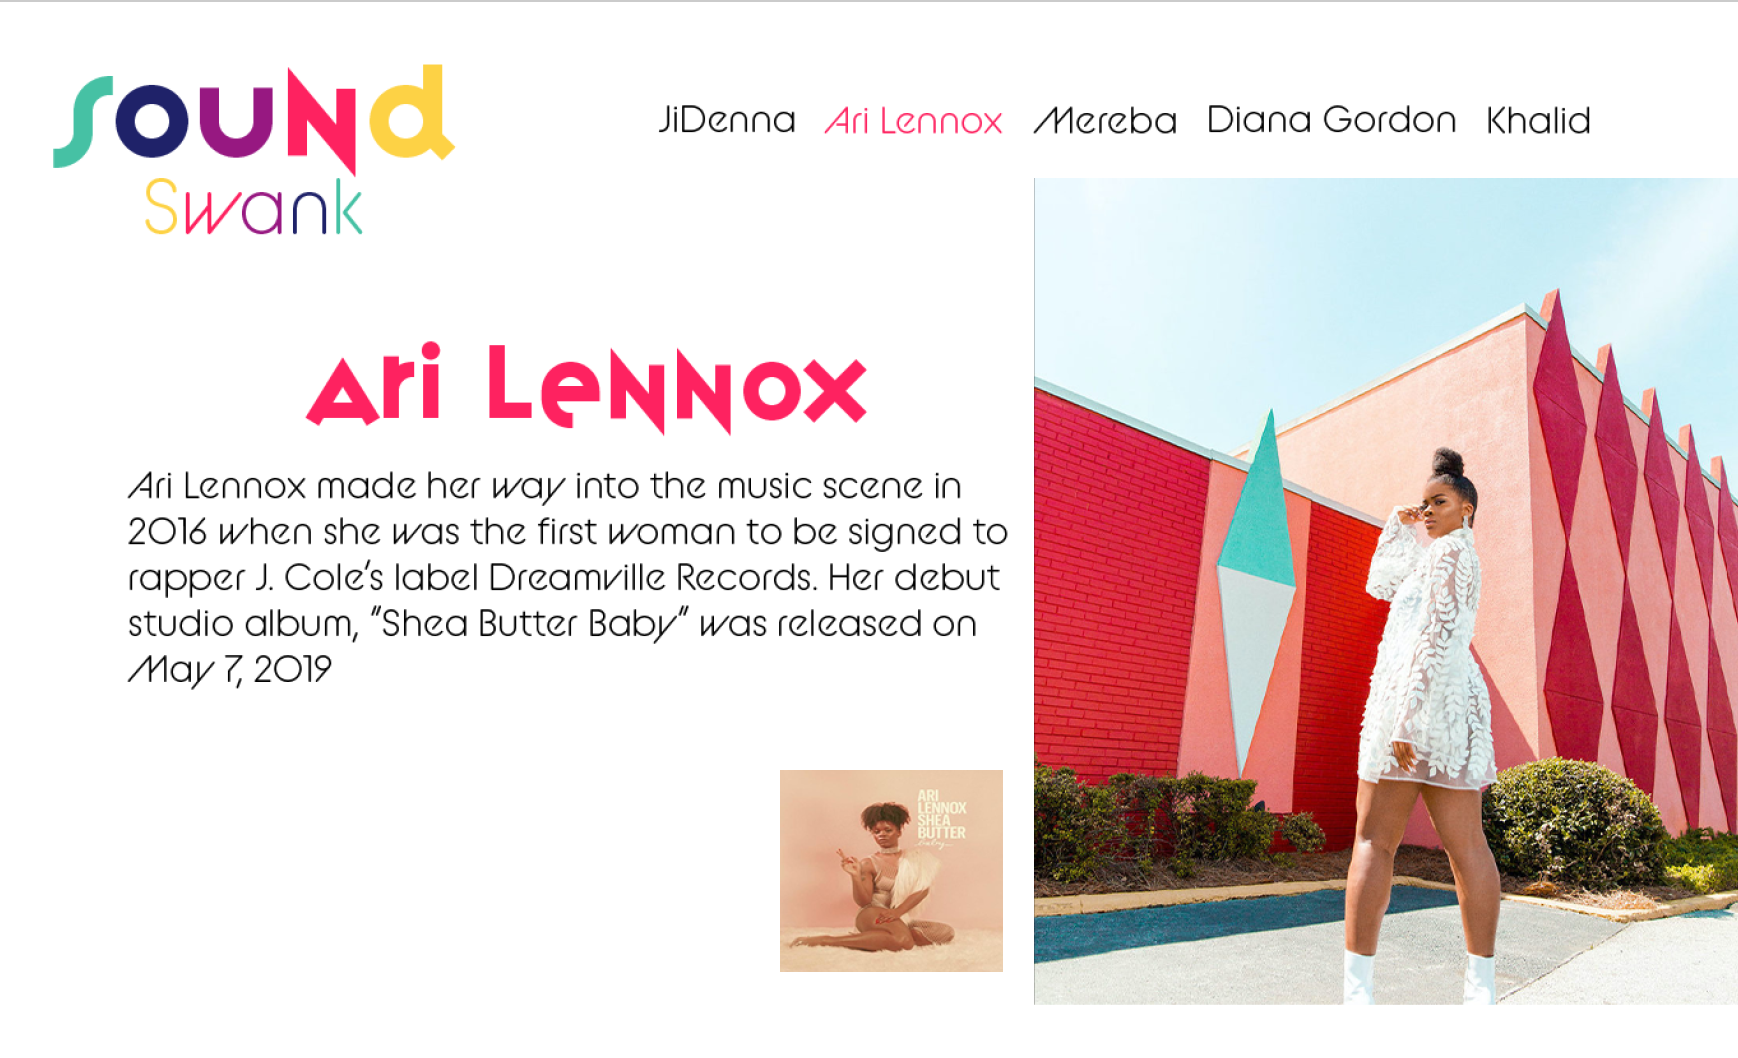 SOUND
Swank
JiDenna Ari Lennox Mereba Diana Gordon Khalid
Ari Lennox
Ari Lennox made her way into the music scene in
2016 when she was the first woman to be signed to
rapper J. Cole's label Dreamville Records. Her debut
studio album, "Shea Butter Baby" was released on
May 7, 2019
ARI
LENNOX
SHEA
BUTTER
baby